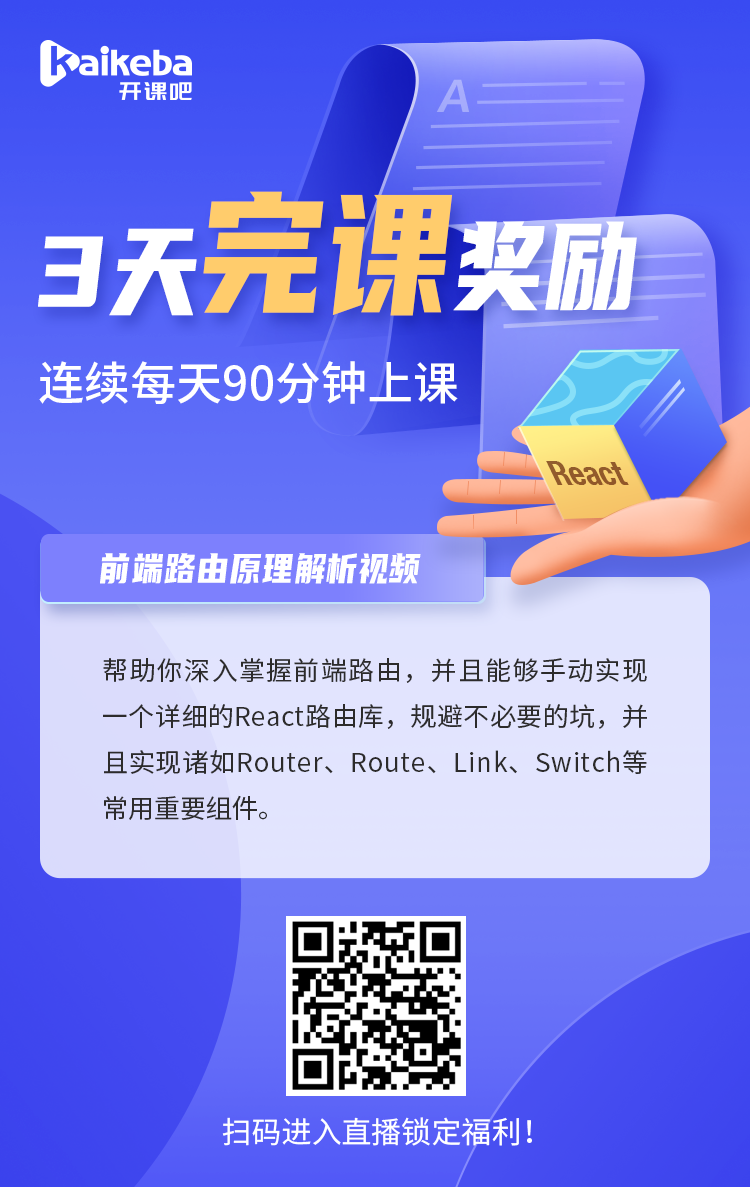 Kaikeba
开课吧
A
3天完课奖励
连续每天90分钟上课
React
前端路由原理解析视频
帮助你深入掌握前端路由，并且能够手动实现
一个详细的React路由库，规避不必要的坑，并
且实现诸如Router、Route、Link、Switch等
常用重要组件。
扫码进入直播锁定福利！